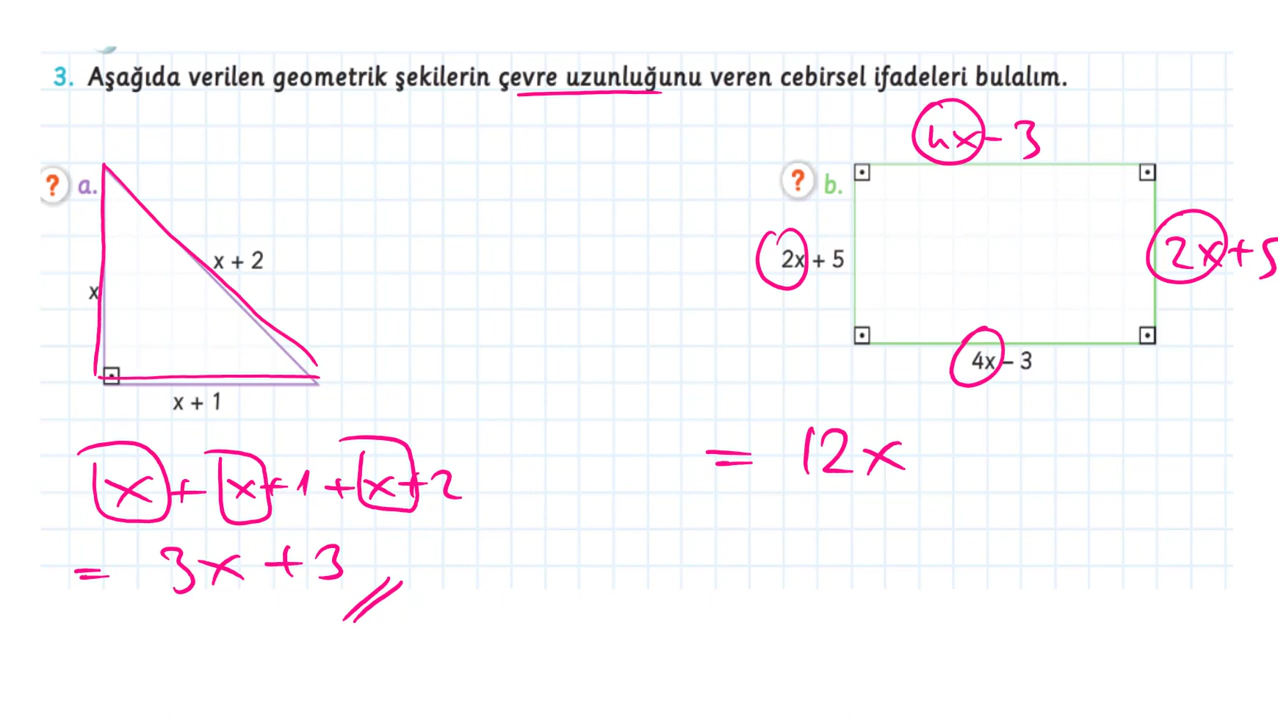 3. Aşağıda verilen geometrik şekilerin çevre uzunluğunu veren cebirsel ifadeleri bulalım.
4x - 3
? a.
? b.
x + 2
2x + 5
2x + 5
x
4x – 3
x + 1
x + x + 1 + x + 2
= 3x + 3
= 12x